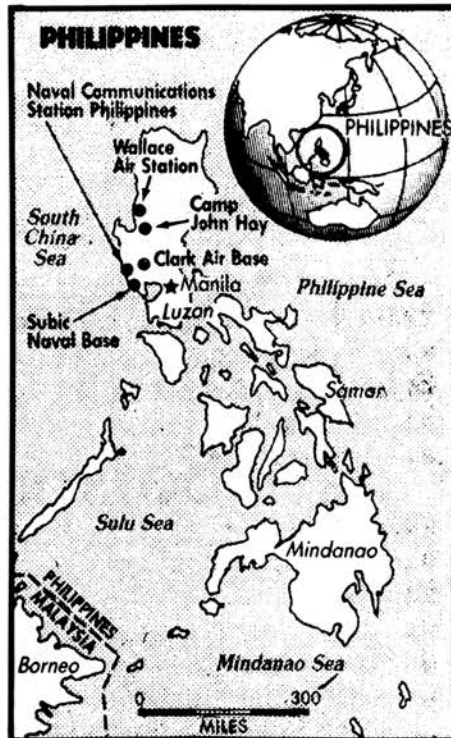 PHILIPPINES
Naval Communications
Station Philippines
Wallace
Air Station
PHILIPPINES
Camp
John Hay
South
China
Sea
Clark Air Base
Manila
Luzon
Philippine Sea
Subic
Naval Base
Samar
Sulu Sea
Mindanao
PHILIPPINES
MALAYSIA
Borneo
Mindanao Sea
0
300
MILES